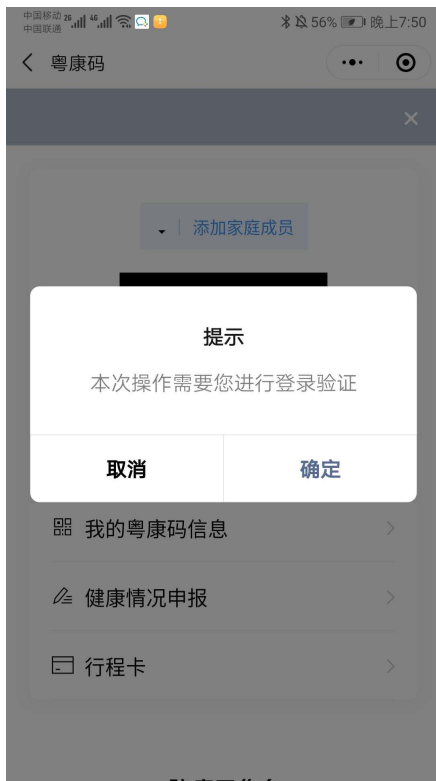 中国移动 2G 4G 56% 晚上7:50
中国联通
粤康码
添加家庭成员
提示
本次操作需要您进行登录验证
取消 确定
我的粤康码信息
健康情况申报
行程卡